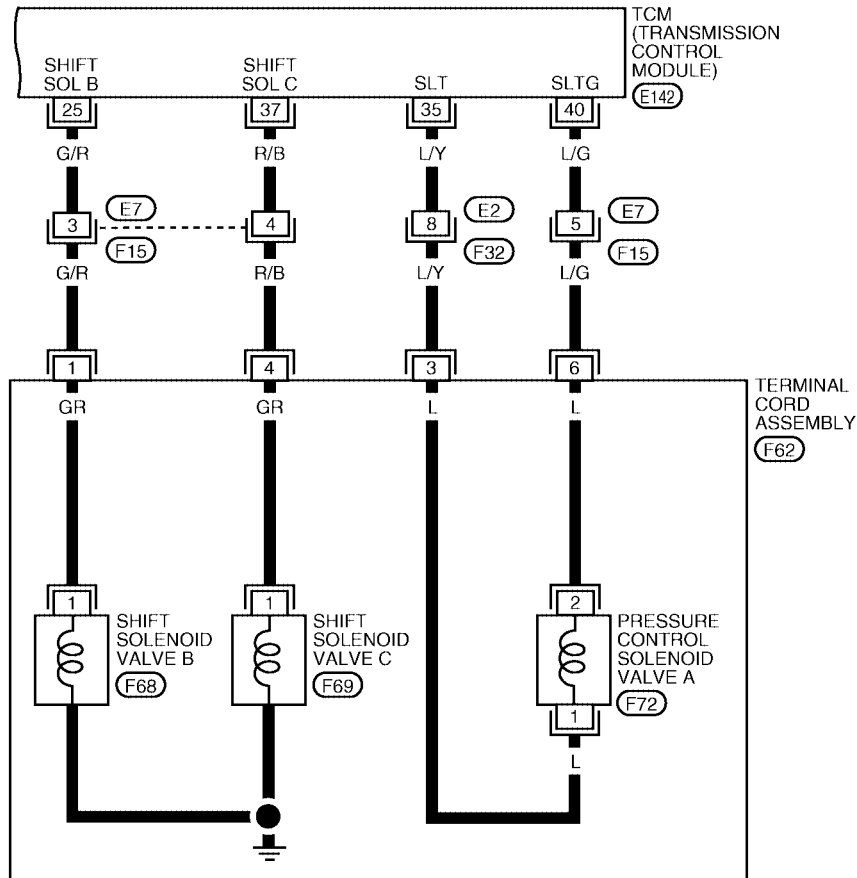 TCM
(TRANSMISSION
CONTROL
MODULE)
E142
SHIFT
SOL B
SHIFT
SOL C
SLT
SLTG
25
37
35
40
G/R
R/B
L/Y
L/G
3
E7
F15
4
8
E2
F32
5
E7
F15
G/R
R/B
L/Y
L/G
1
4
3
6
TERMINAL
CORD
ASSEMBLY
F62
GR
GR
L
L
1
SHIFT
SOLENOID
VALVE B
F68
1
SHIFT
SOLENOID
VALVE C
F69
2
PRESSURE
CONTROL
SOLENOID
VALVE A
F72
1
L